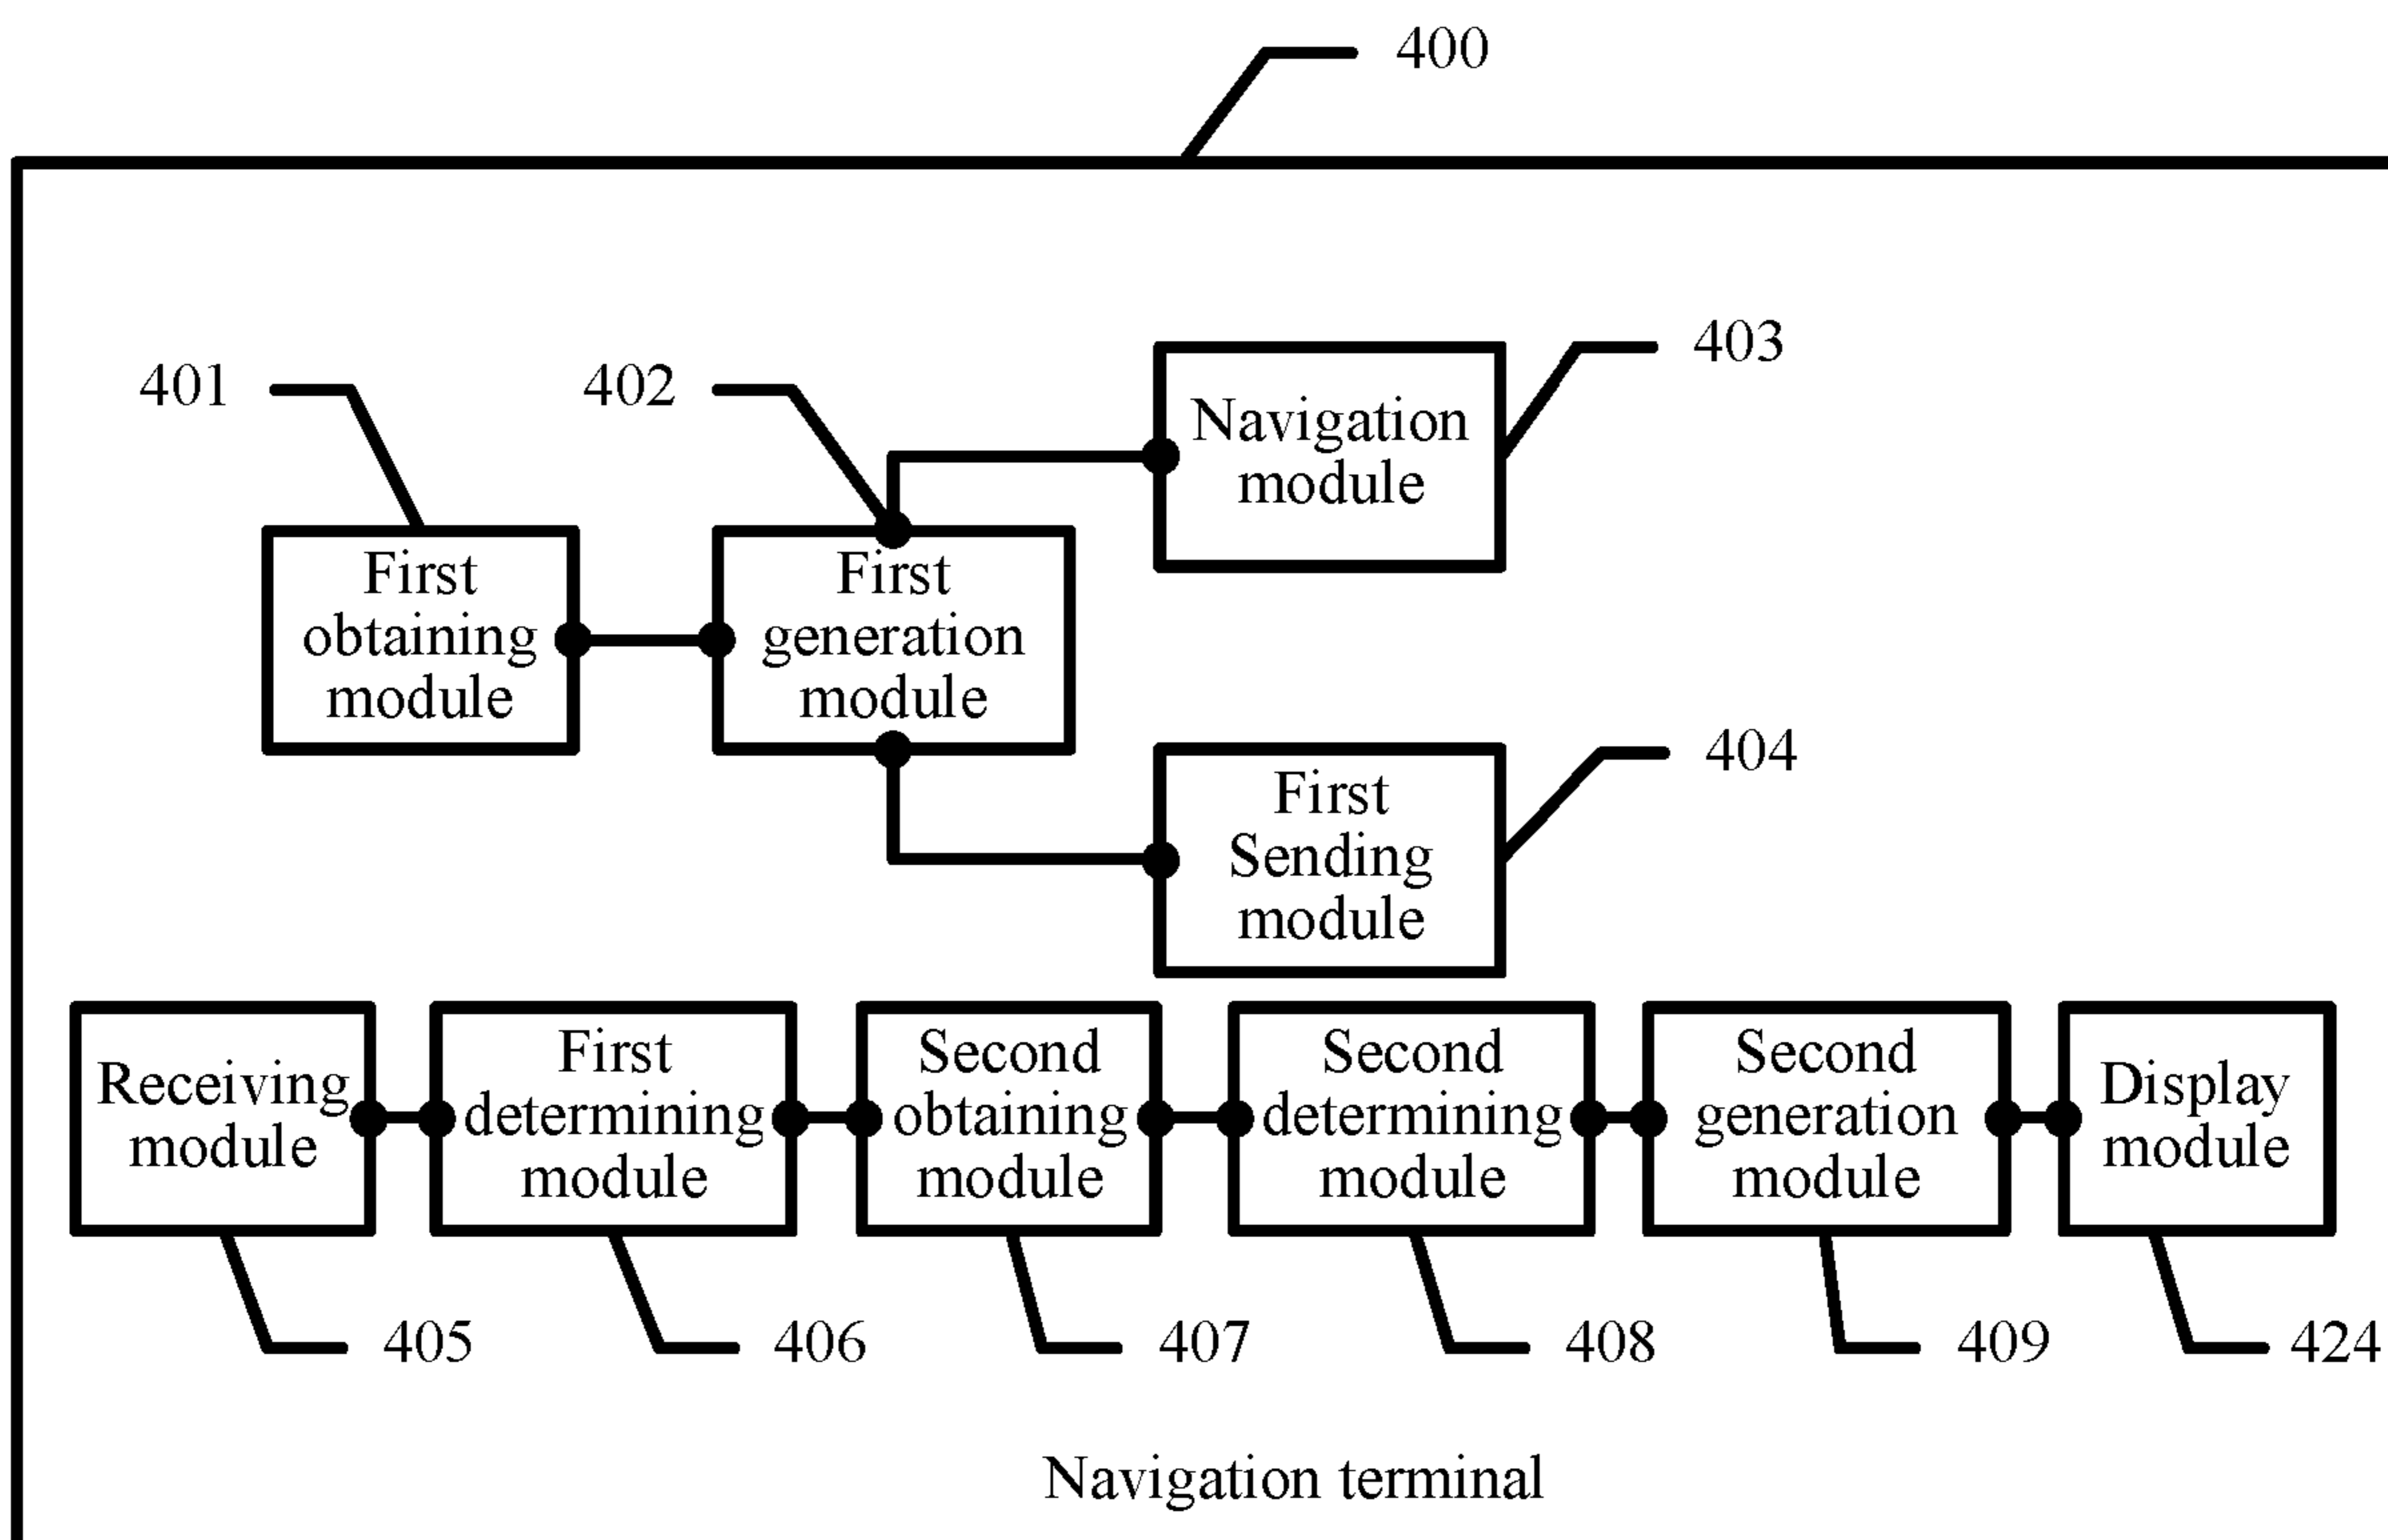 400
403
401
402
Navigation
module
First
obtaining
module
First
generation
module
404
First
Sending
module
Receiving
module
First
determining
module
Second
obtaining
module
Second
determining
module
Second
generation
module
Display
module
405
406
407
408
409
424
Navigation terminal